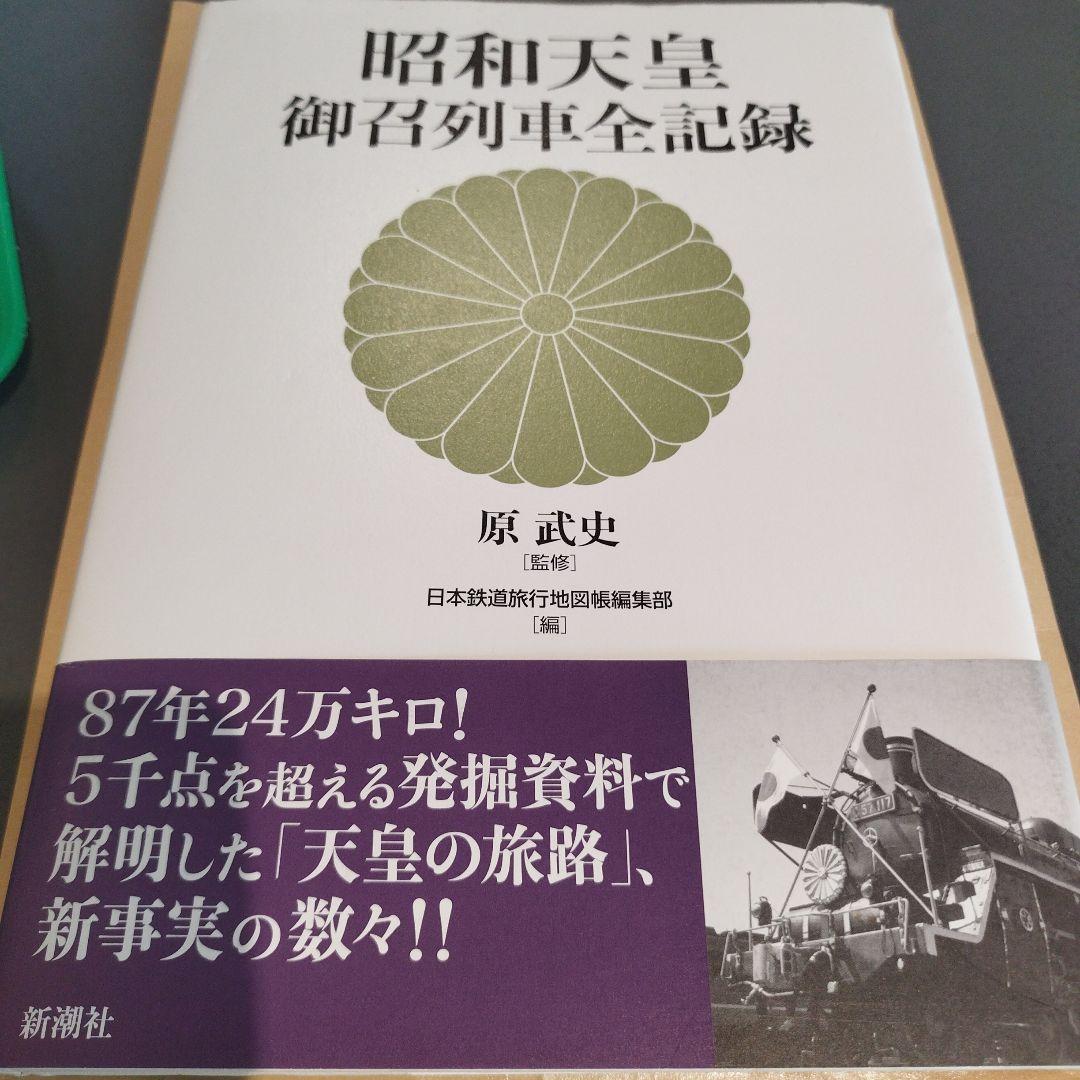 昭和天皇
御召列車全記録
原 武史
[監修]
日本鉄道旅行地図帳編集部
[編]
87年24万キロ!
5千点を超える発掘資料で
解明した「天皇の旅路」、
新事実の数々!!
新潮社